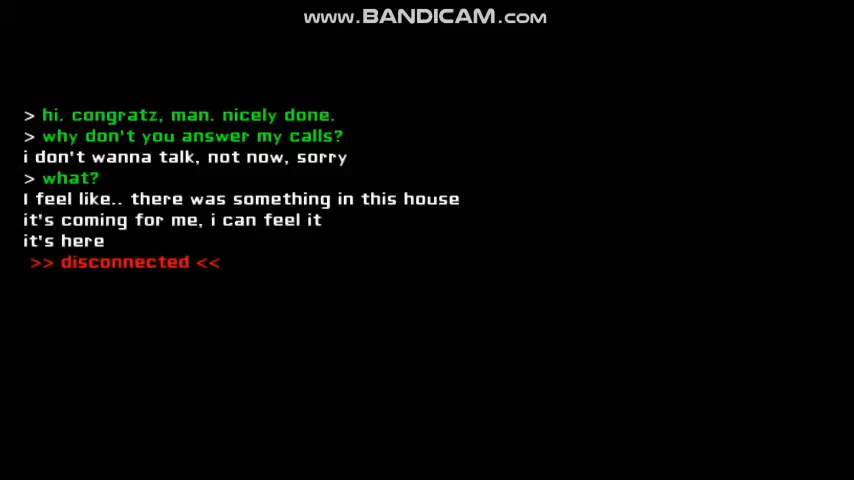 www.BANDICAM.com
> hi. congratz, man. nicely done.
> why don't you answer my calls?
i don't wanna talk, not now, sorry
> what?
I feel like.. there was something in this house
it's coming for me, i can feel it
it's here
>> disconnected <<